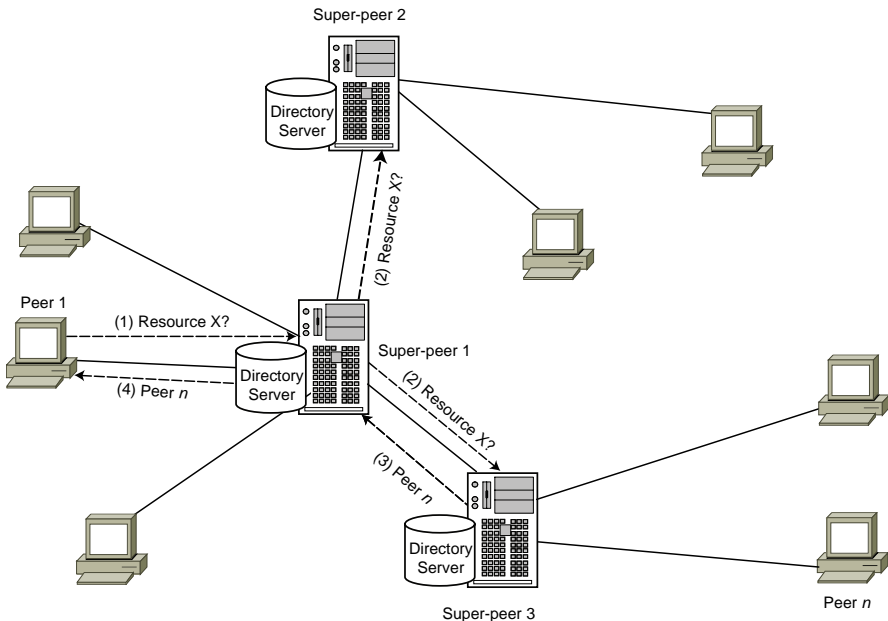 Super-peer 2
Directory
Server
(2) Resource X?
Peer 1
(1) Resource X?
Super-peer 1
Directory
Server
(4) Peer n
(2) Resource X?
(3) Peer n
Directory
Server
Super-peer 3
Peer n